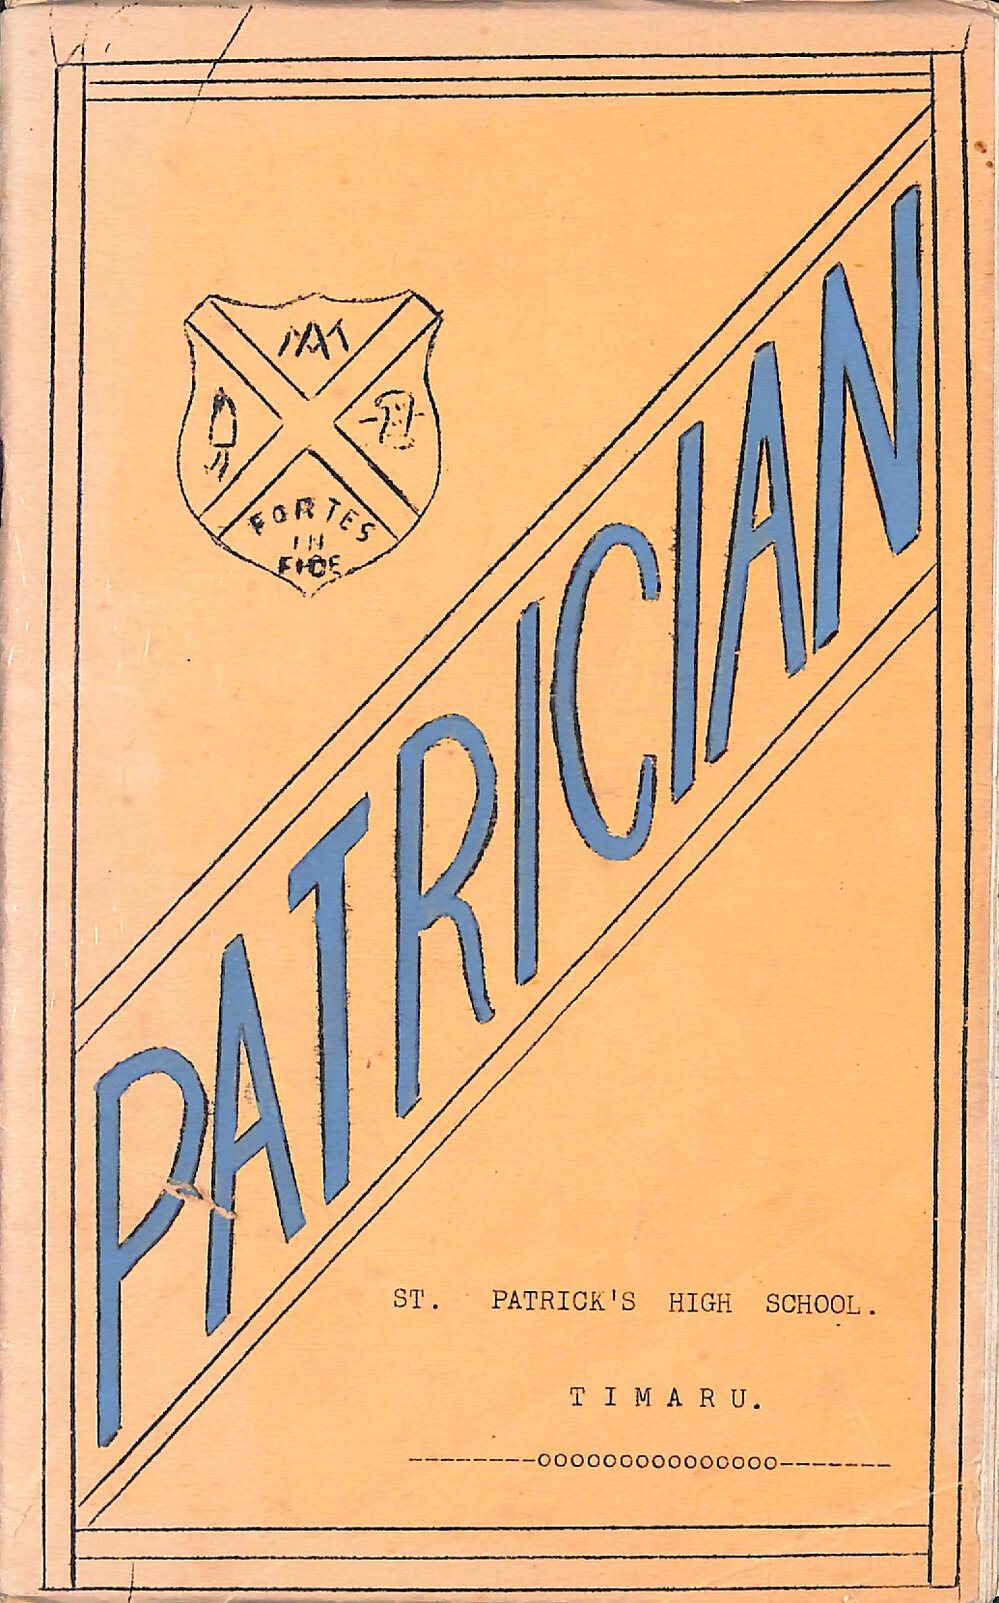 FORTES
IN
FIDE
PATRICIAN
ST. PATRICK'S HIGH SCHOOL.
TIMARU.
--------ooooooooooooooo-------